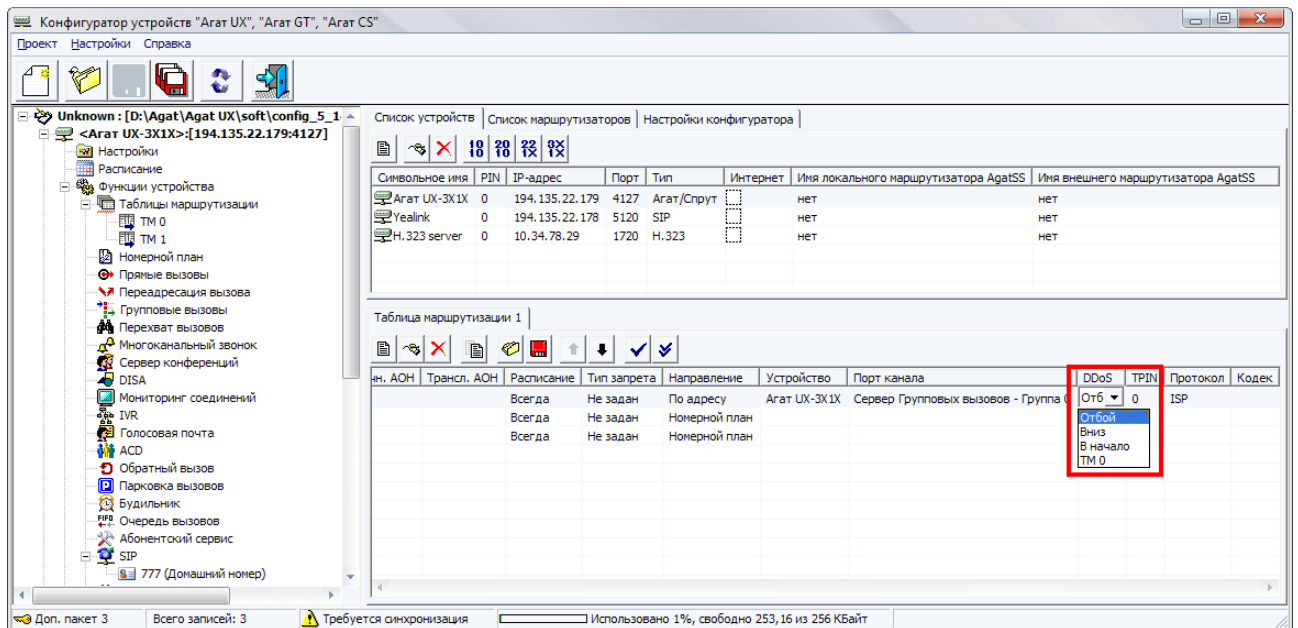 Конфигуратор устройств "Агат UX", "Агат GT", "Агат CS"
Проект Настройки Справка
Unknown : [D:\Agat\Agat UX\soft\config_5_1
<Агат UX-3X1X>:[194.135.22.179:4127]
Настройки
Расписание
Функции устройства
Таблицы маршрутизации
ТМ 0
ТМ 1
Номерной план
Прямые вызовы
Переадресация вызова
Групповые вызовы
Перехват вызовов
Многоканальный звонок
Сервер конференций
DISA
Мониторинг соединений
IVR
Голосовая почта
ACD
Обратный вызов
Парковка вызовов
Будильник
FIFO Очередь вызовов
Абонентский сервис
SIP
777 (Домашний номер)
Список устройств Список маршрутизаторов Настройки конфигуратора
Символьное имя PIN IP-адрес Порт Тип Интернет Имя локального маршрутизатора AgatSS Имя внешнего маршрутизатора AgatSS
Агат UX-3X1X 0 194.135.22.179 4127 Агат/Спрут нет нет
Yealink 0 194.135.22.178 5120 SIP нет нет
H.323 server 0 10.34.78.29 1720 H.323 нет нет
Таблица маршрутизации 1
нн. АОН Трансл. АОН Расписание Тип запрета Направление Устройство Порт канала DDoS TPIN Протокол Кодек
Всегда Не задан По адресу Агат UX-3X1X Сервер Групповых вызовов - Группа 0 Отб 0 ISP
Всегда Не задан Номерной план
Всегда Не задан Номерной план
Отбой
Вниз
В начало
ТМ 0
Доп. пакет 3 Всего записей: 3 Требуется синхронизация Использовано 1%, свободно 253,16 из 256 КБайт